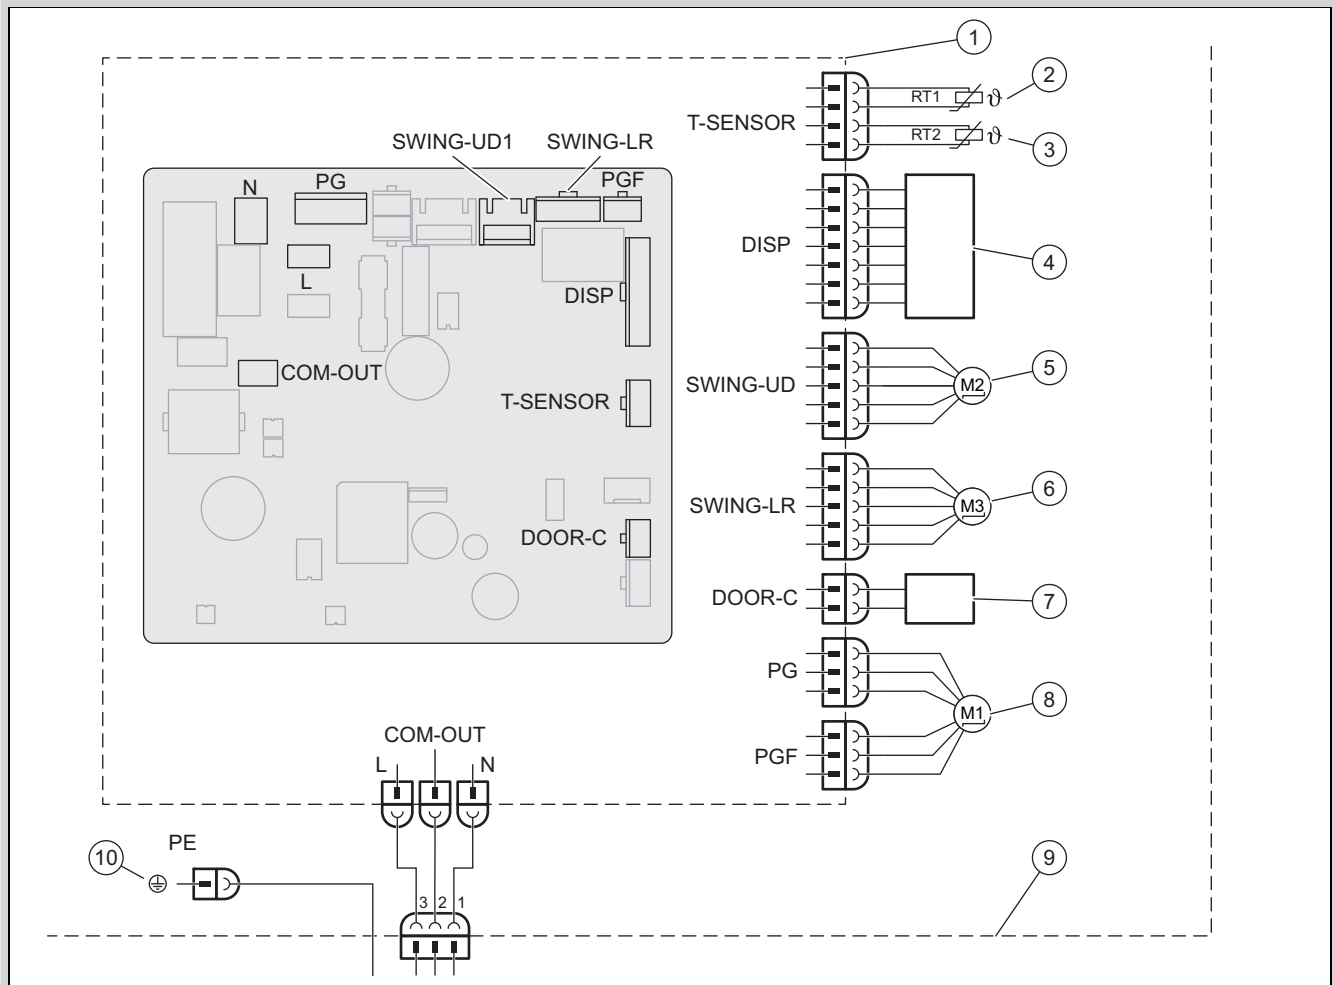 1
RT1 ϑ
2
T-SENSOR
RT2 ϑ
3
SWING-UD1 SWING-LR
N PG PGF
L
DISP
COM-OUT
T-SENSOR
DOOR-C
DISP
4
SWING-UD
M2
5
SWING-LR
M3
6
DOOR-C
7
PG
M1
8
PGF
COM-OUT
L N
PE
10
3 2 1
9